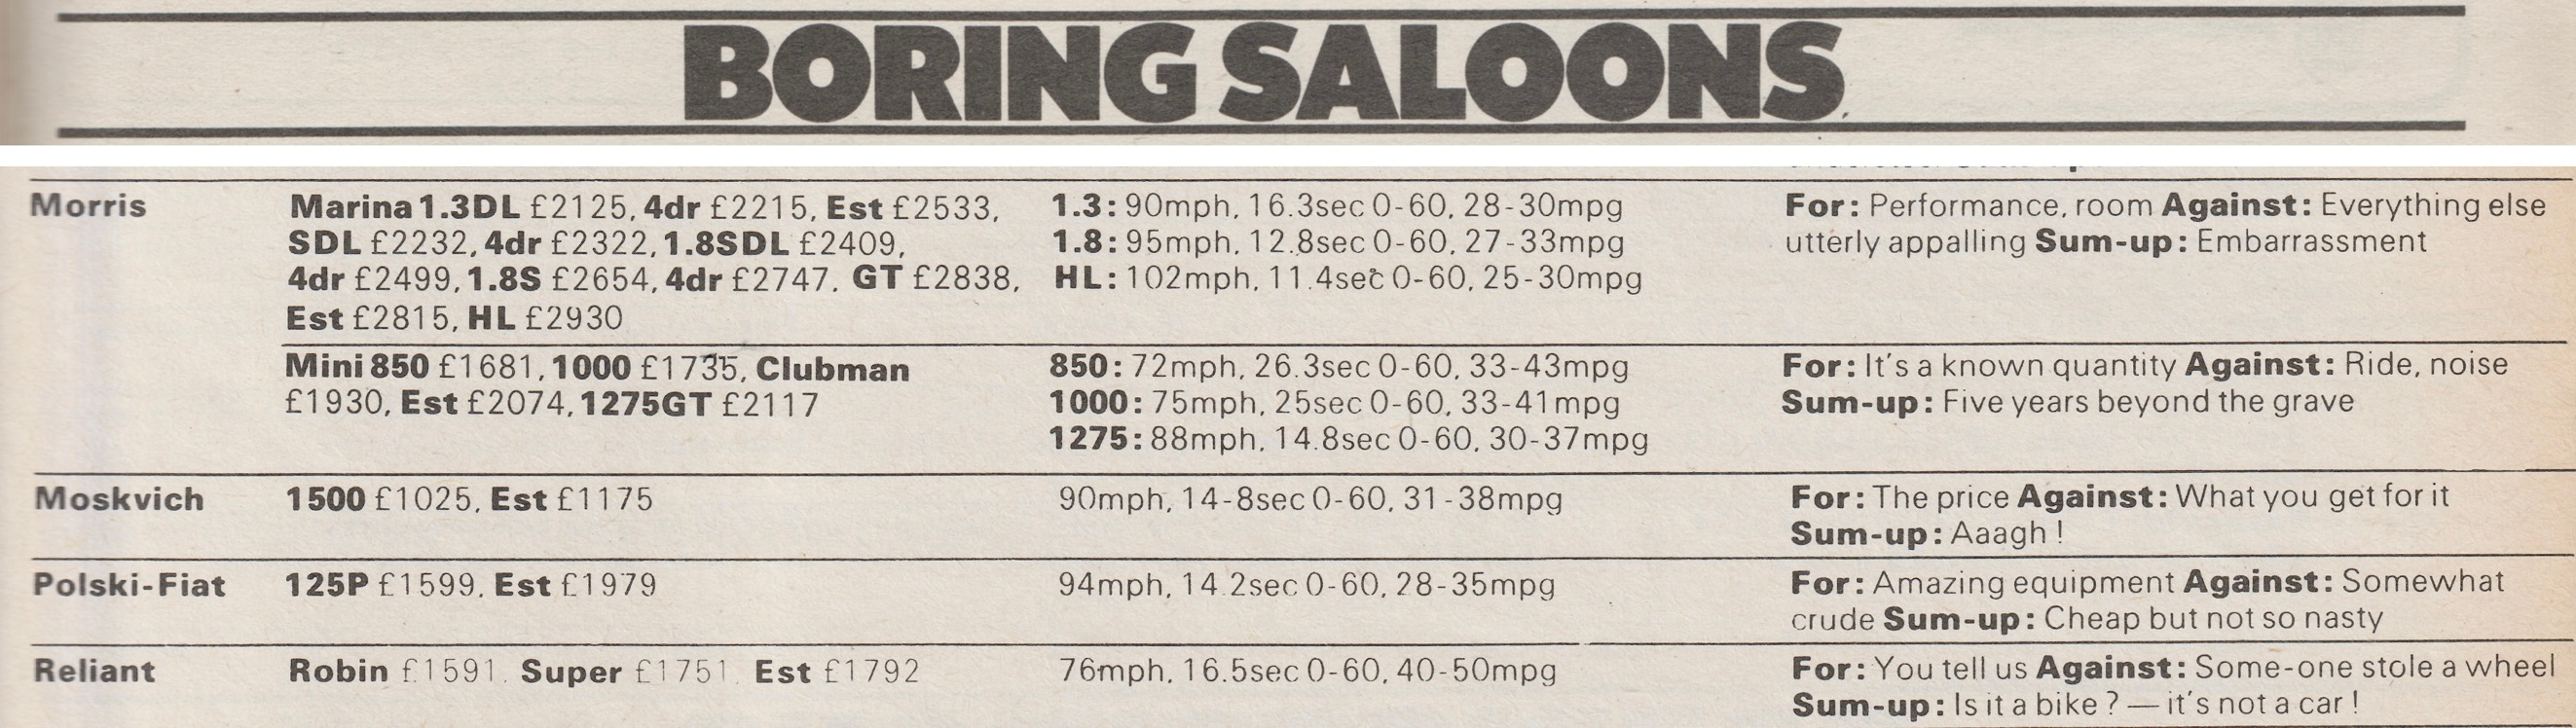 BORING SALOONS
Morris
Marina 1.3DL £2125, 4dr £2215, Est £2533,
SDL £2232, 4dr £2322, 1.8SDL £2409,
4dr £2499, 1.8S £2654, 4dr £2747, GT £2838,
Est £2815, HL £2930
1.3: 90mph, 16.3sec 0-60, 28-30mpg
1.8: 95mph, 12.8sec 0-60, 27-33mpg
HL: 102mph, 11.4sec 0-60, 25-30mpg
For: Performance, room Against: Everything else
utterly appalling Sum-up: Embarrassment
Mini 850 £1681, 1000 £1735, Clubman
£1930, Est £2074, 1275GT £2117
850: 72mph, 26.3sec 0-60, 33-43mpg
1000: 75mph, 25sec 0-60, 33-41mpg
1275: 88mph, 14.8sec 0-60, 30-37mpg
For: It's a known quantity Against: Ride, noise
Sum-up: Five years beyond the grave
Moskvich
1500 £1025, Est £1175
90mph, 14-8sec 0-60, 31-38mpg
For: The price Against: What you get for it
Sum-up: Aaagh!
Polski-Fiat
125P £1599, Est £1979
94mph, 14.2sec 0-60, 28-35mpg
For: Amazing equipment Against: Somewhat
crude Sum-up: Cheap but not so nasty
Reliant
Robin £1591, Super £1751, Est £1792
76mph, 16.5sec 0-60, 40-50mpg
For: You tell us Against: Some-one stole a wheel
Sum-up: Is it a bike? — it's not a car!